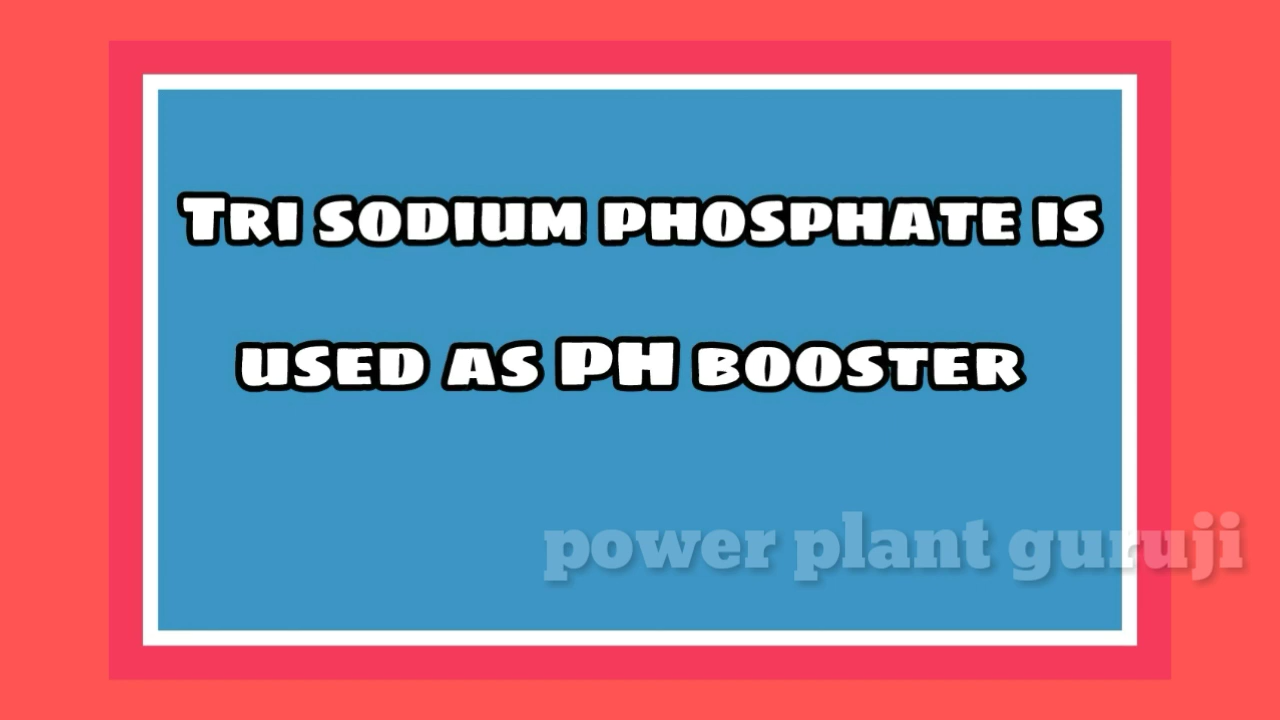 Tri sodium phosphate is
used as PH booster
power plant guruji